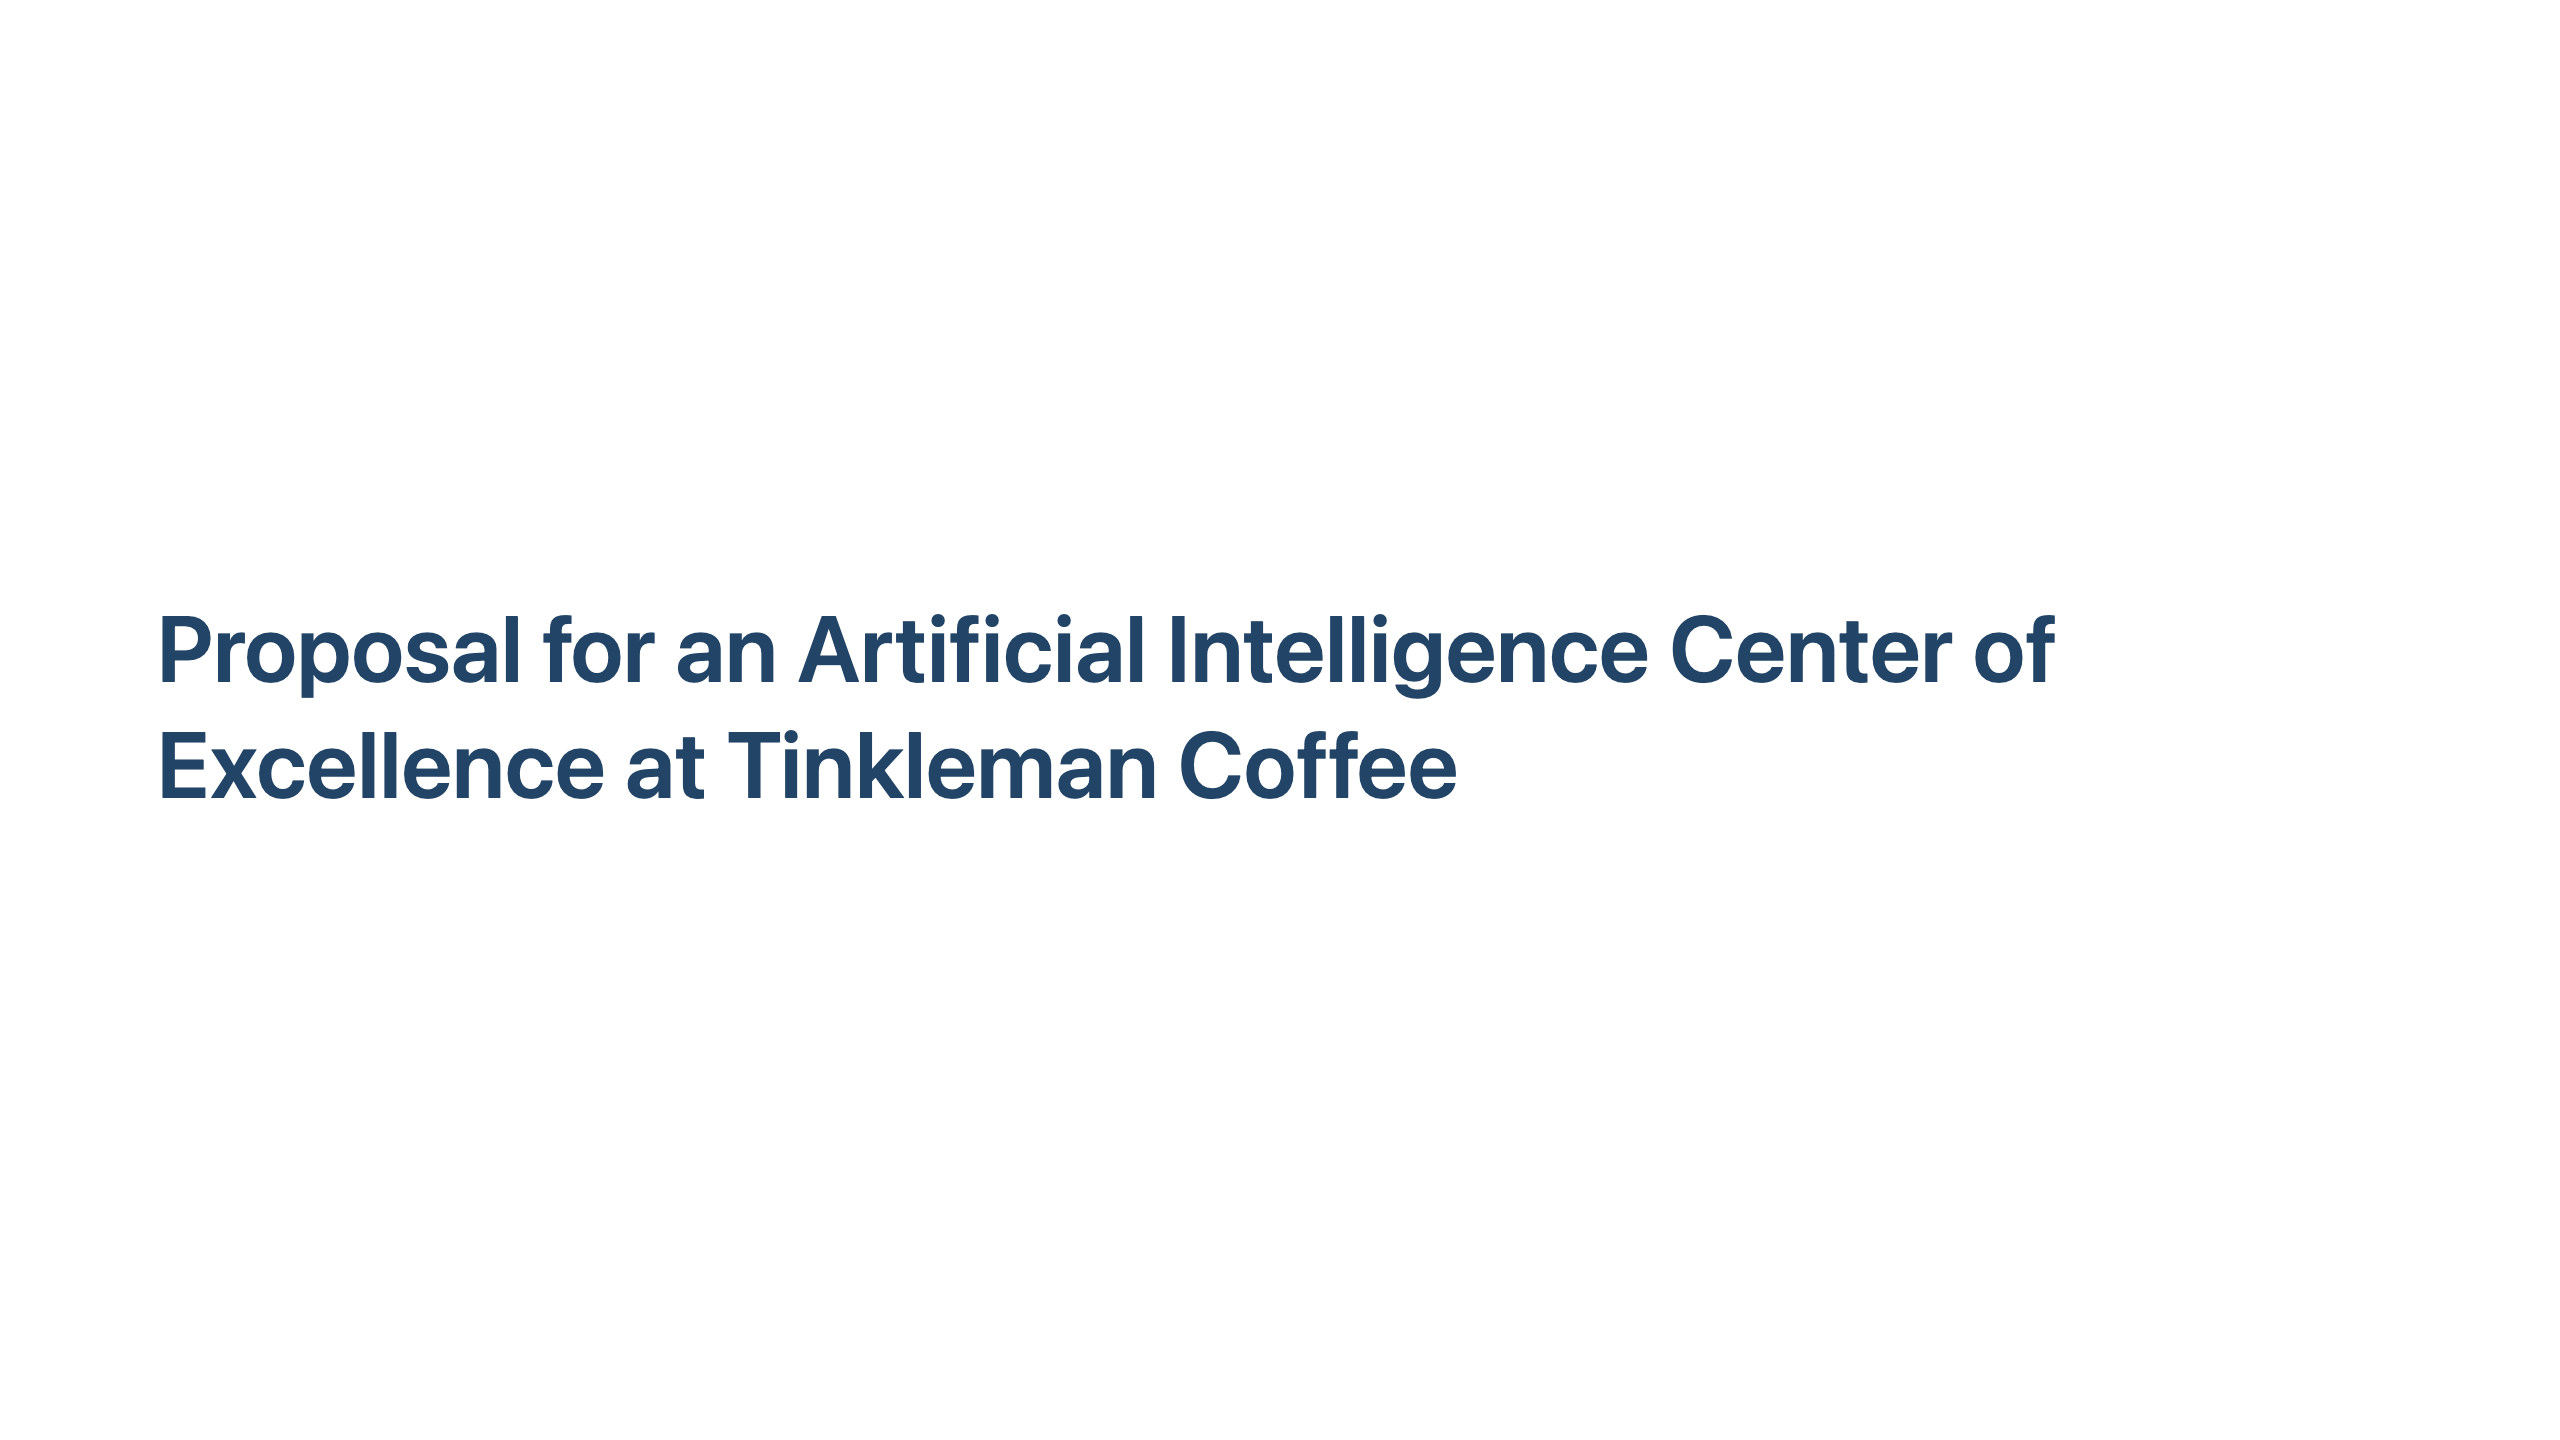 Proposal for an Artificial Intelligence Center of
Excellence at Tinkleman Coffee